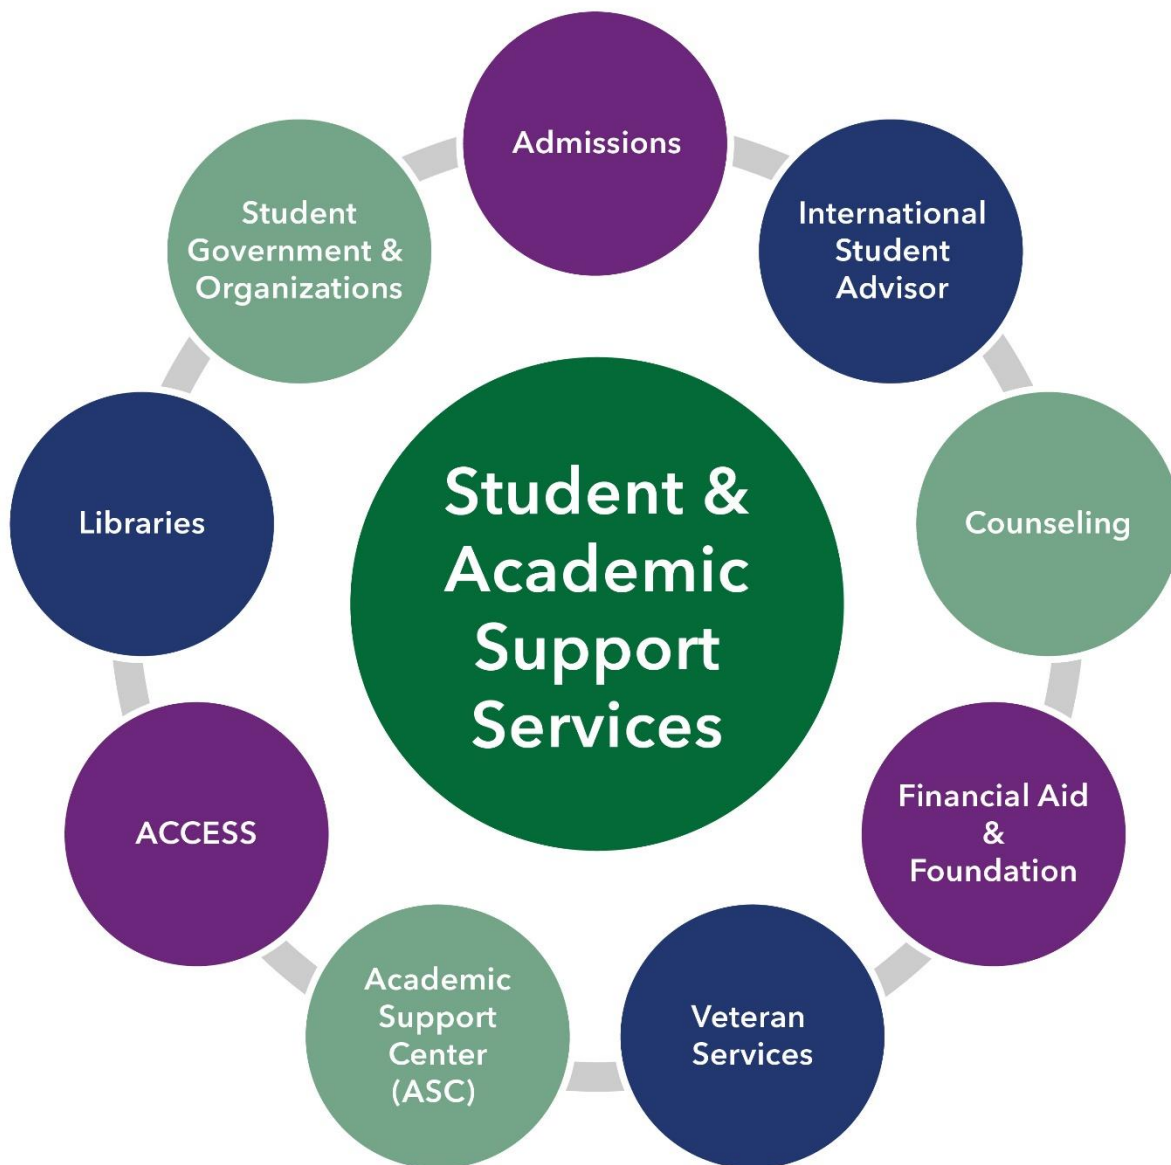 Admissions
International
Student
Advisor
Counseling
Financial Aid
&
Foundation
Veteran
Services
Academic
Support
Center
(ASC)
ACCESS
Libraries
Student
Government &
Organizations
Student &
Academic
Support
Services